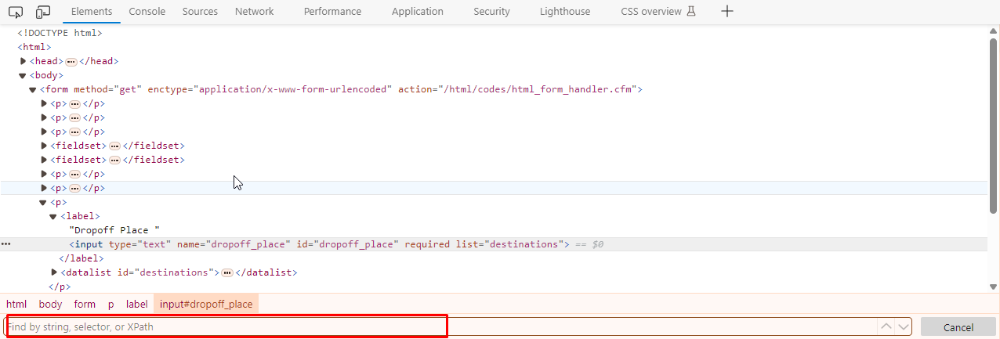 Elements Console Sources Network Performance Application Security Lighthouse CSS overview
<!DOCTYPE html>
<html>
<head> ••• </head>
<body>
<form method="get" enctype="application/x-www-form-urlencoded" action="/html/codes/html_form_handler.cfm">
<p> ••• </p>
<p> ••• </p>
<p> ••• </p>
<fieldset> ••• </fieldset>
<fieldset> ••• </fieldset>
<p> ••• </p>
<p> ••• </p>
<p>
<label>
"Dropoff Place "
••• <input type="text" name="dropoff_place" id="dropoff_place" required list="destinations"> == $0
</label>
<datalist id="destinations"> ••• </datalist>
</p>
html body form p label input#dropoff_place
Find by string, selector, or XPath Cancel